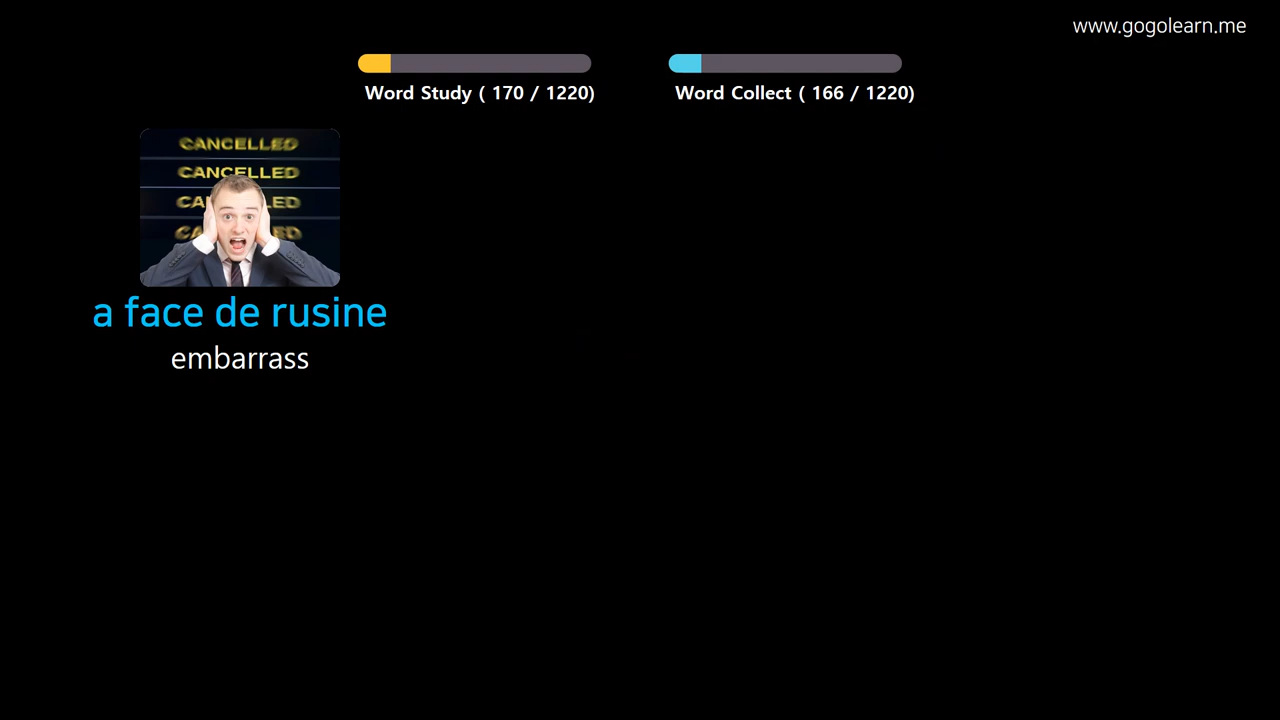 www.gogolearn.me
Word Study ( 170 / 1220)
Word Collect ( 166 / 1220)
CANCELLED
CANCELLED
a face de rusine
embarrass